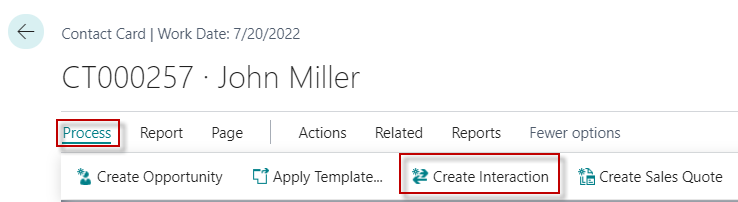 Contact Card | Work Date: 7/20/2022
CT000257 · John Miller
Process Report Page Actions Related Reports Fewer options
Create Opportunity Apply Template... Create Interaction Create Sales Quote